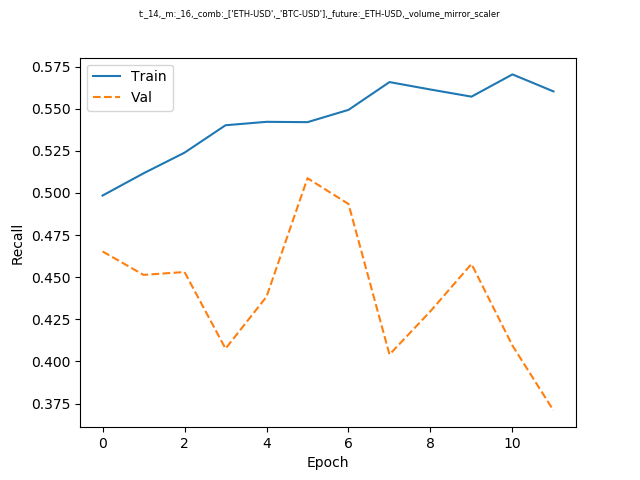 t:_14,_m:_16,_comb:_['ETH-USD',_'BTC-USD'],_future:_ETH-USD,_volume_mirror_scaler
Train
Val
0.575
0.550
0.525
0.500
0.475
0.450
0.425
0.400
0.375
Recall
0 2 4 6 8 10
Epoch